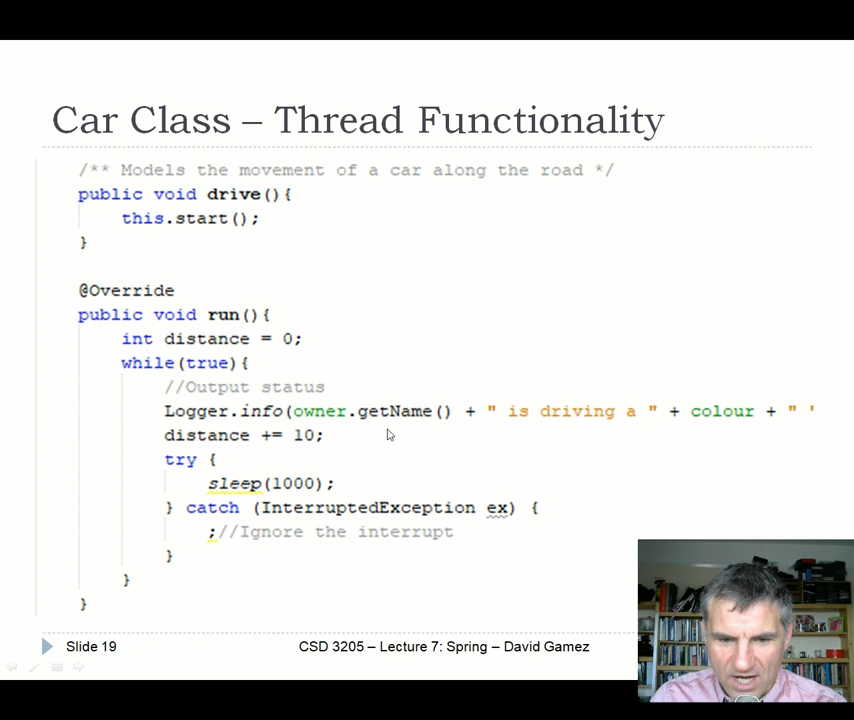 Car Class – Thread Functionality
/** Models the movement of a car along the road */
public void drive(){
this.start();
}
@Override
public void run(){
int distance = 0;
while(true){
//Output status
Logger.info(owner.getName() + " is driving a " + colour + " '
distance += 10;
try {
sleep(1000);
} catch (InterruptedException ex) {
;//Ignore the interrupt
}
}
}
Slide 19
CSD 3205 – Lecture 7: Spring – David Gamez